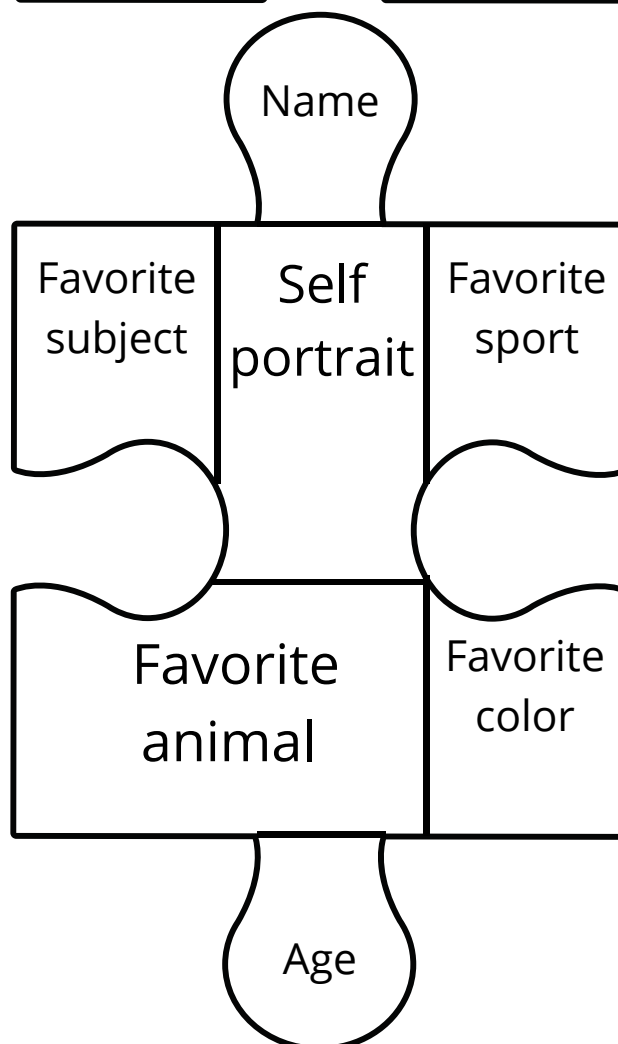 Name
Favorite
subject
Self
portrait
Favorite
sport
Favorite
animal
Favorite
color
Age